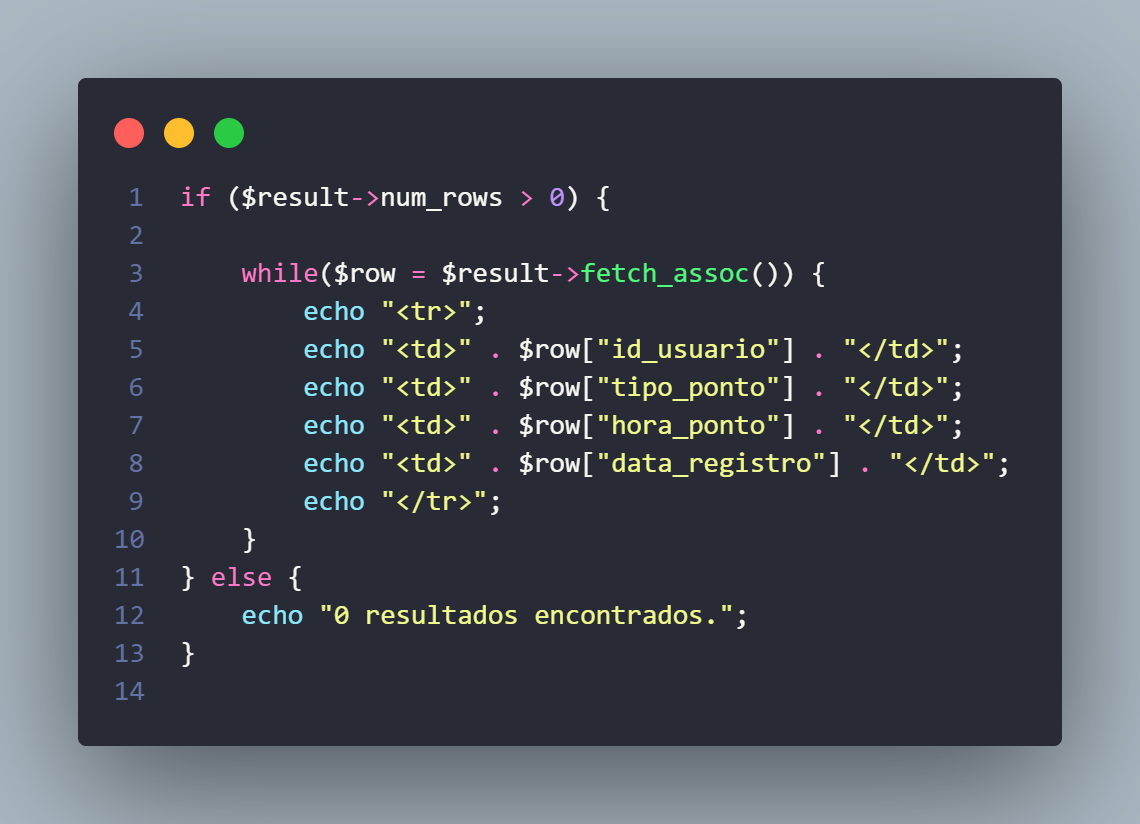 1 if ($result->num_rows > 0) {
2
3     while($row = $result->fetch_assoc()) {
4         echo "<tr>";
5         echo "<td>" . $row["id_usuario"] . "</td>";
6         echo "<td>" . $row["tipo_ponto"] . "</td>";
7         echo "<td>" . $row["hora_ponto"] . "</td>";
8         echo "<td>" . $row["data_registro"] . "</td>";
9         echo "</tr>";
10     }
11 } else {
12     echo "0 resultados encontrados.";
13 }
14